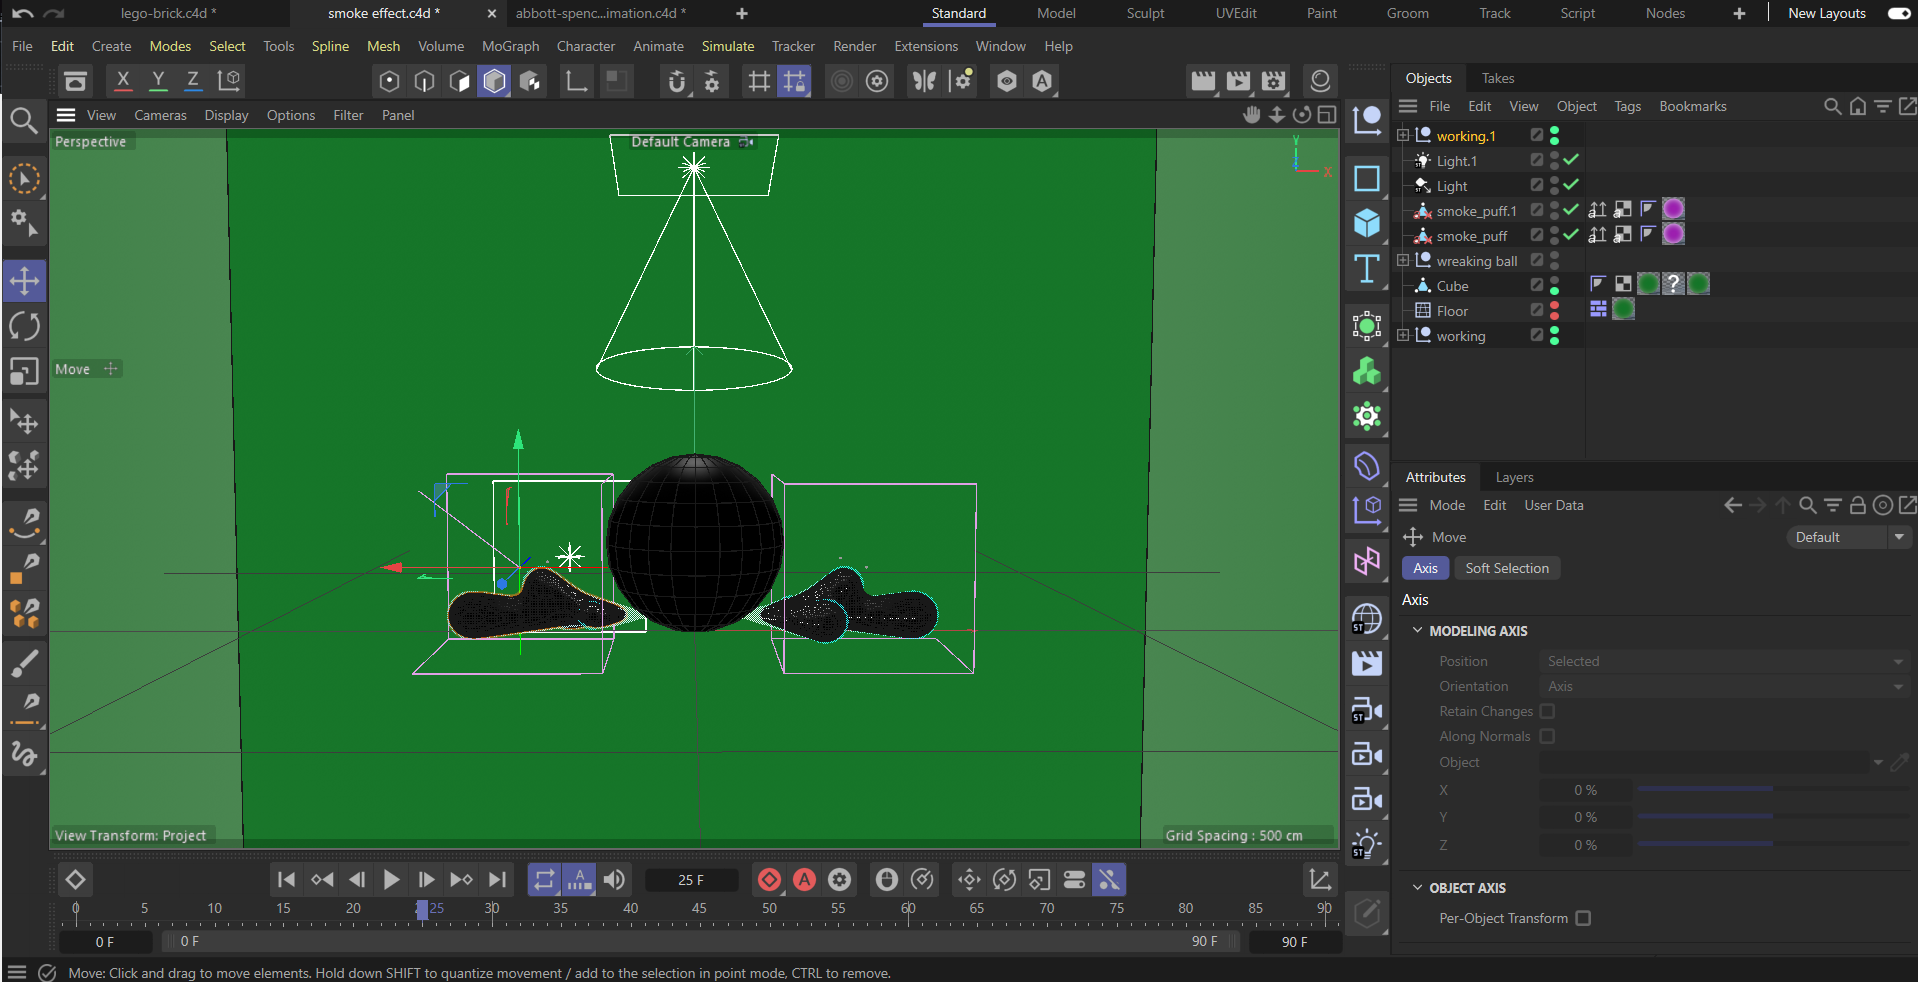 lego-brick.c4d *
smoke effect.c4d *
abbott-spenc...imation.c4d *
Standard
Model
Sculpt
UVEdit
Paint
Groom
Track
Script
Nodes
New Layouts
File Edit Create Modes Select Tools Spline Mesh Volume MoGraph Character Animate Simulate Tracker Render Extensions Window Help
X Y Z
Objects Takes
View Cameras Display Options Filter Panel
File Edit View Object Tags Bookmarks
Perspective
Default Camera
Y
X
working.1
Light.1
Light
smoke_puff.1
smoke_puff
wreaking ball
Cube
Floor
working
Move
Attributes Layers
Mode Edit User Data
Move
Default
Axis Soft Selection
Axis
MODELING AXIS
Position Selected
Orientation Axis
Retain Changes
Along Normals
Object
X 0 %
Y 0 %
Z 0 %
View Transform: Project
Grid Spacing : 500 cm
25 F
OBJECT AXIS
Per-Object Transform
0 5 10 15 20 25 30 35 40 45 50 55 60 65 70 75 80 85 90
0 F
0 F
90 F
90 F
Move: Click and drag to move elements. Hold down SHIFT to quantize movement / add to the selection in point mode, CTRL to remove.